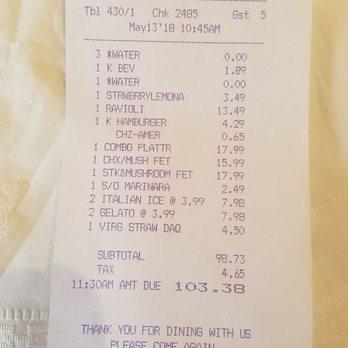 Tbl 430/1 Chk 2485 Gst 5
May13'18 10:45AM
3 *WATER 0.00
1 K BEV 1.89
1 *WATER 0.00
1 STRWBRRYLEMONA 3.49
1 RAVIOLI 13.49
1 K HAMBURGER 4.29
CHZ-AMER 0.65
1 COMBO PLATTR 17.99
1 CHX/MUSH FET 15.99
1 STK&MUSHROOM FET 17.99
1 S/O MARINARA 2.49
2 ITALIAN ICE @ 3.99 7.98
2 GELATO @ 3.99 7.98
1 VIRG STRAW DAQ 4.50
SUBTOTAL 98.73
TAX 4.65
11:30AM AMT DUE 103.38
THANK YOU FOR DINING WITH US
PLEASE COME AGAIN